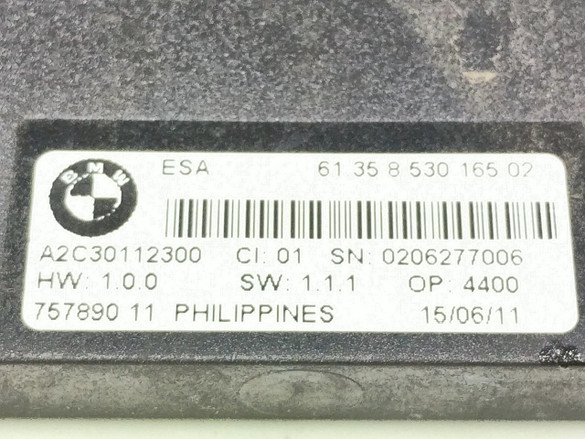 BMW
ESA 61.35 8 530 165 02
A2C30112300 CI: 01 SN: 0206277006
HW: 1.0.0 SW: 1.1.1 OP: 4400
757890 11 PHILIPPINES 15/06/11